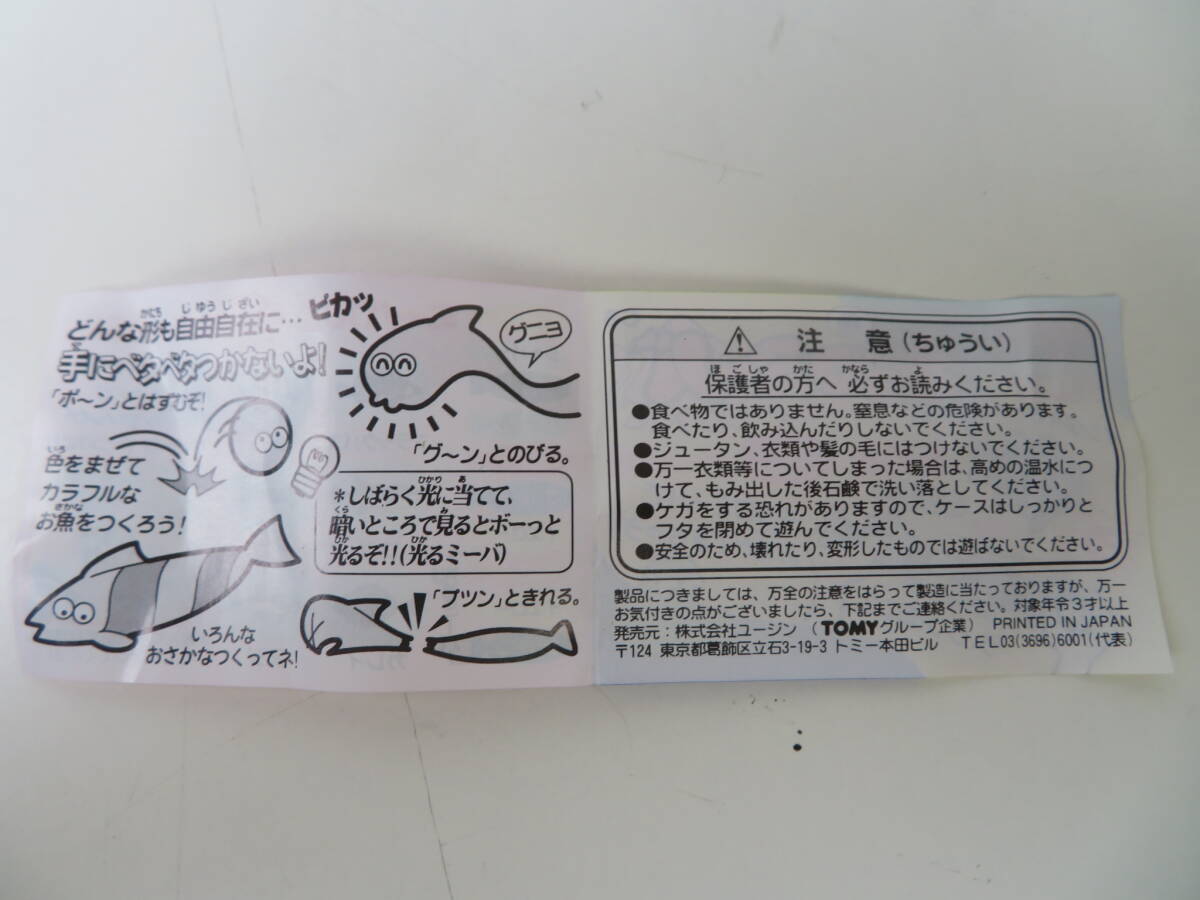 どんな形も自由自在に…
手にベタベタつかないよ!
「ボーン」とはずむぞ!
色をまぜて
カラフルな
お魚をつくろう!
いろんな
おさかなつくってネ!
ピカッ
グニョ
「グ〜ン」とのびる。
*しばらく光に当てて、
暗いところで見るとボーっと
光るぞ!!(光るミーバ)
「プツン」ときれる。
注意(ちゅうい)
保護者の方へ 必ずお読みください。
●食べ物ではありません。窒息などの危険があります。
食べたり、飲み込んだりしないでください。
●ジュータン、衣類や髪の毛にはつけないでください。
●万一衣類等についてしまった場合は、高めの温水につ
けて、もみ出した後石鹸で洗い落としてください。
●ケガをする恐れがありますので、ケースはしっかりと
フタを閉めて遊んでください。
●安全のため、壊れたり、変形したものでは遊ばないでください。
製品につきましては、万全の注意をはらって製造に当たっておりますが、万一
お気付きの点がございましたら、下記までご連絡ください。対象年令3才以上
発売元:株式会社ユージン(TOMYグループ企業) PRINTED IN JAPAN
〒124 東京都葛飾区立石3-19-3 トミー本田ビル TEL03(3696)6001(代表)